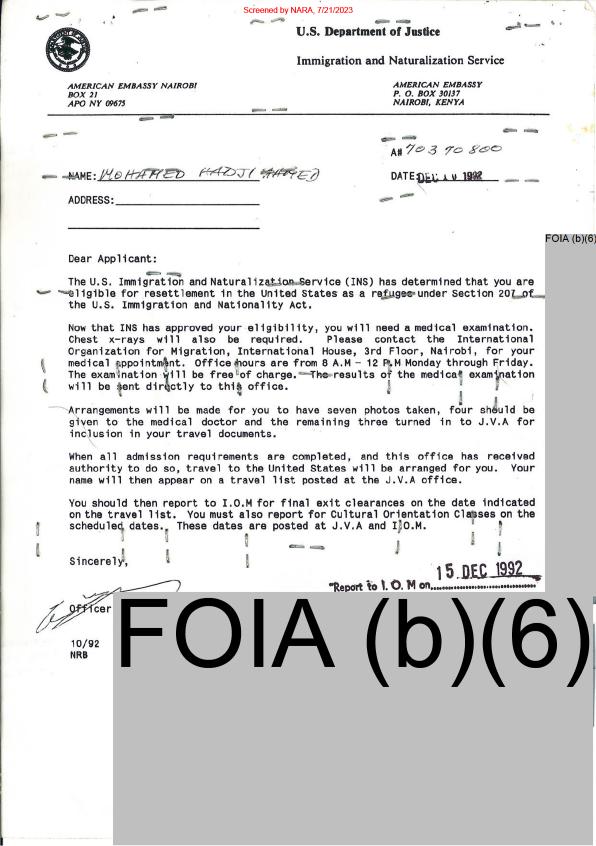 Screened by NARA, 7/21/2023
U.S. Department of Justice
Immigration and Naturalization Service
AMERICAN EMBASSY NAIROBI
BOX 21
APO NY 09675
AMERICAN EMBASSY
P. O. BOX 30137
NAIROBI, KENYA
A# 70 3 70 800
NAME: MOHAMED HADJI AHMED
DATE: DEC 10 1992
ADDRESS:
FOIA (b)(6)
Dear Applicant:
The U.S. Immigration and Naturalization Service (INS) has determined that you are
eligible for resettlement in the United States as a refugee under Section 207 of
the U.S. Immigration and Nationality Act.
Now that INS has approved your eligibility, you will need a medical examination.
Chest x-rays will also be required. Please contact the International
Organization for Migration, International House, 3rd Floor, Nairobi, for your
medical appointment. Office hours are from 8 A.M - 12 P.M Monday through Friday.
The examination will be free of charge. The results of the medical examination
will be sent directly to this office.
Arrangements will be made for you to have seven photos taken, four should be
given to the medical doctor and the remaining three turned in to J.V.A for
inclusion in your travel documents.
When all admission requirements are completed, and this office has received
authority to do so, travel to the United States will be arranged for you. Your
name will then appear on a travel list posted at the J.V.A office.
You should then report to I.O.M for final exit clearances on the date indicated
on the travel list. You must also report for Cultural Orientation Classes on the
scheduled dates. These dates are posted at J.V.A and I.O.M.
Sincerely,
15 DEC 1992
"Report to I. O. M on..............................
Officer
FOIA (b)(6)
10/92
NRB